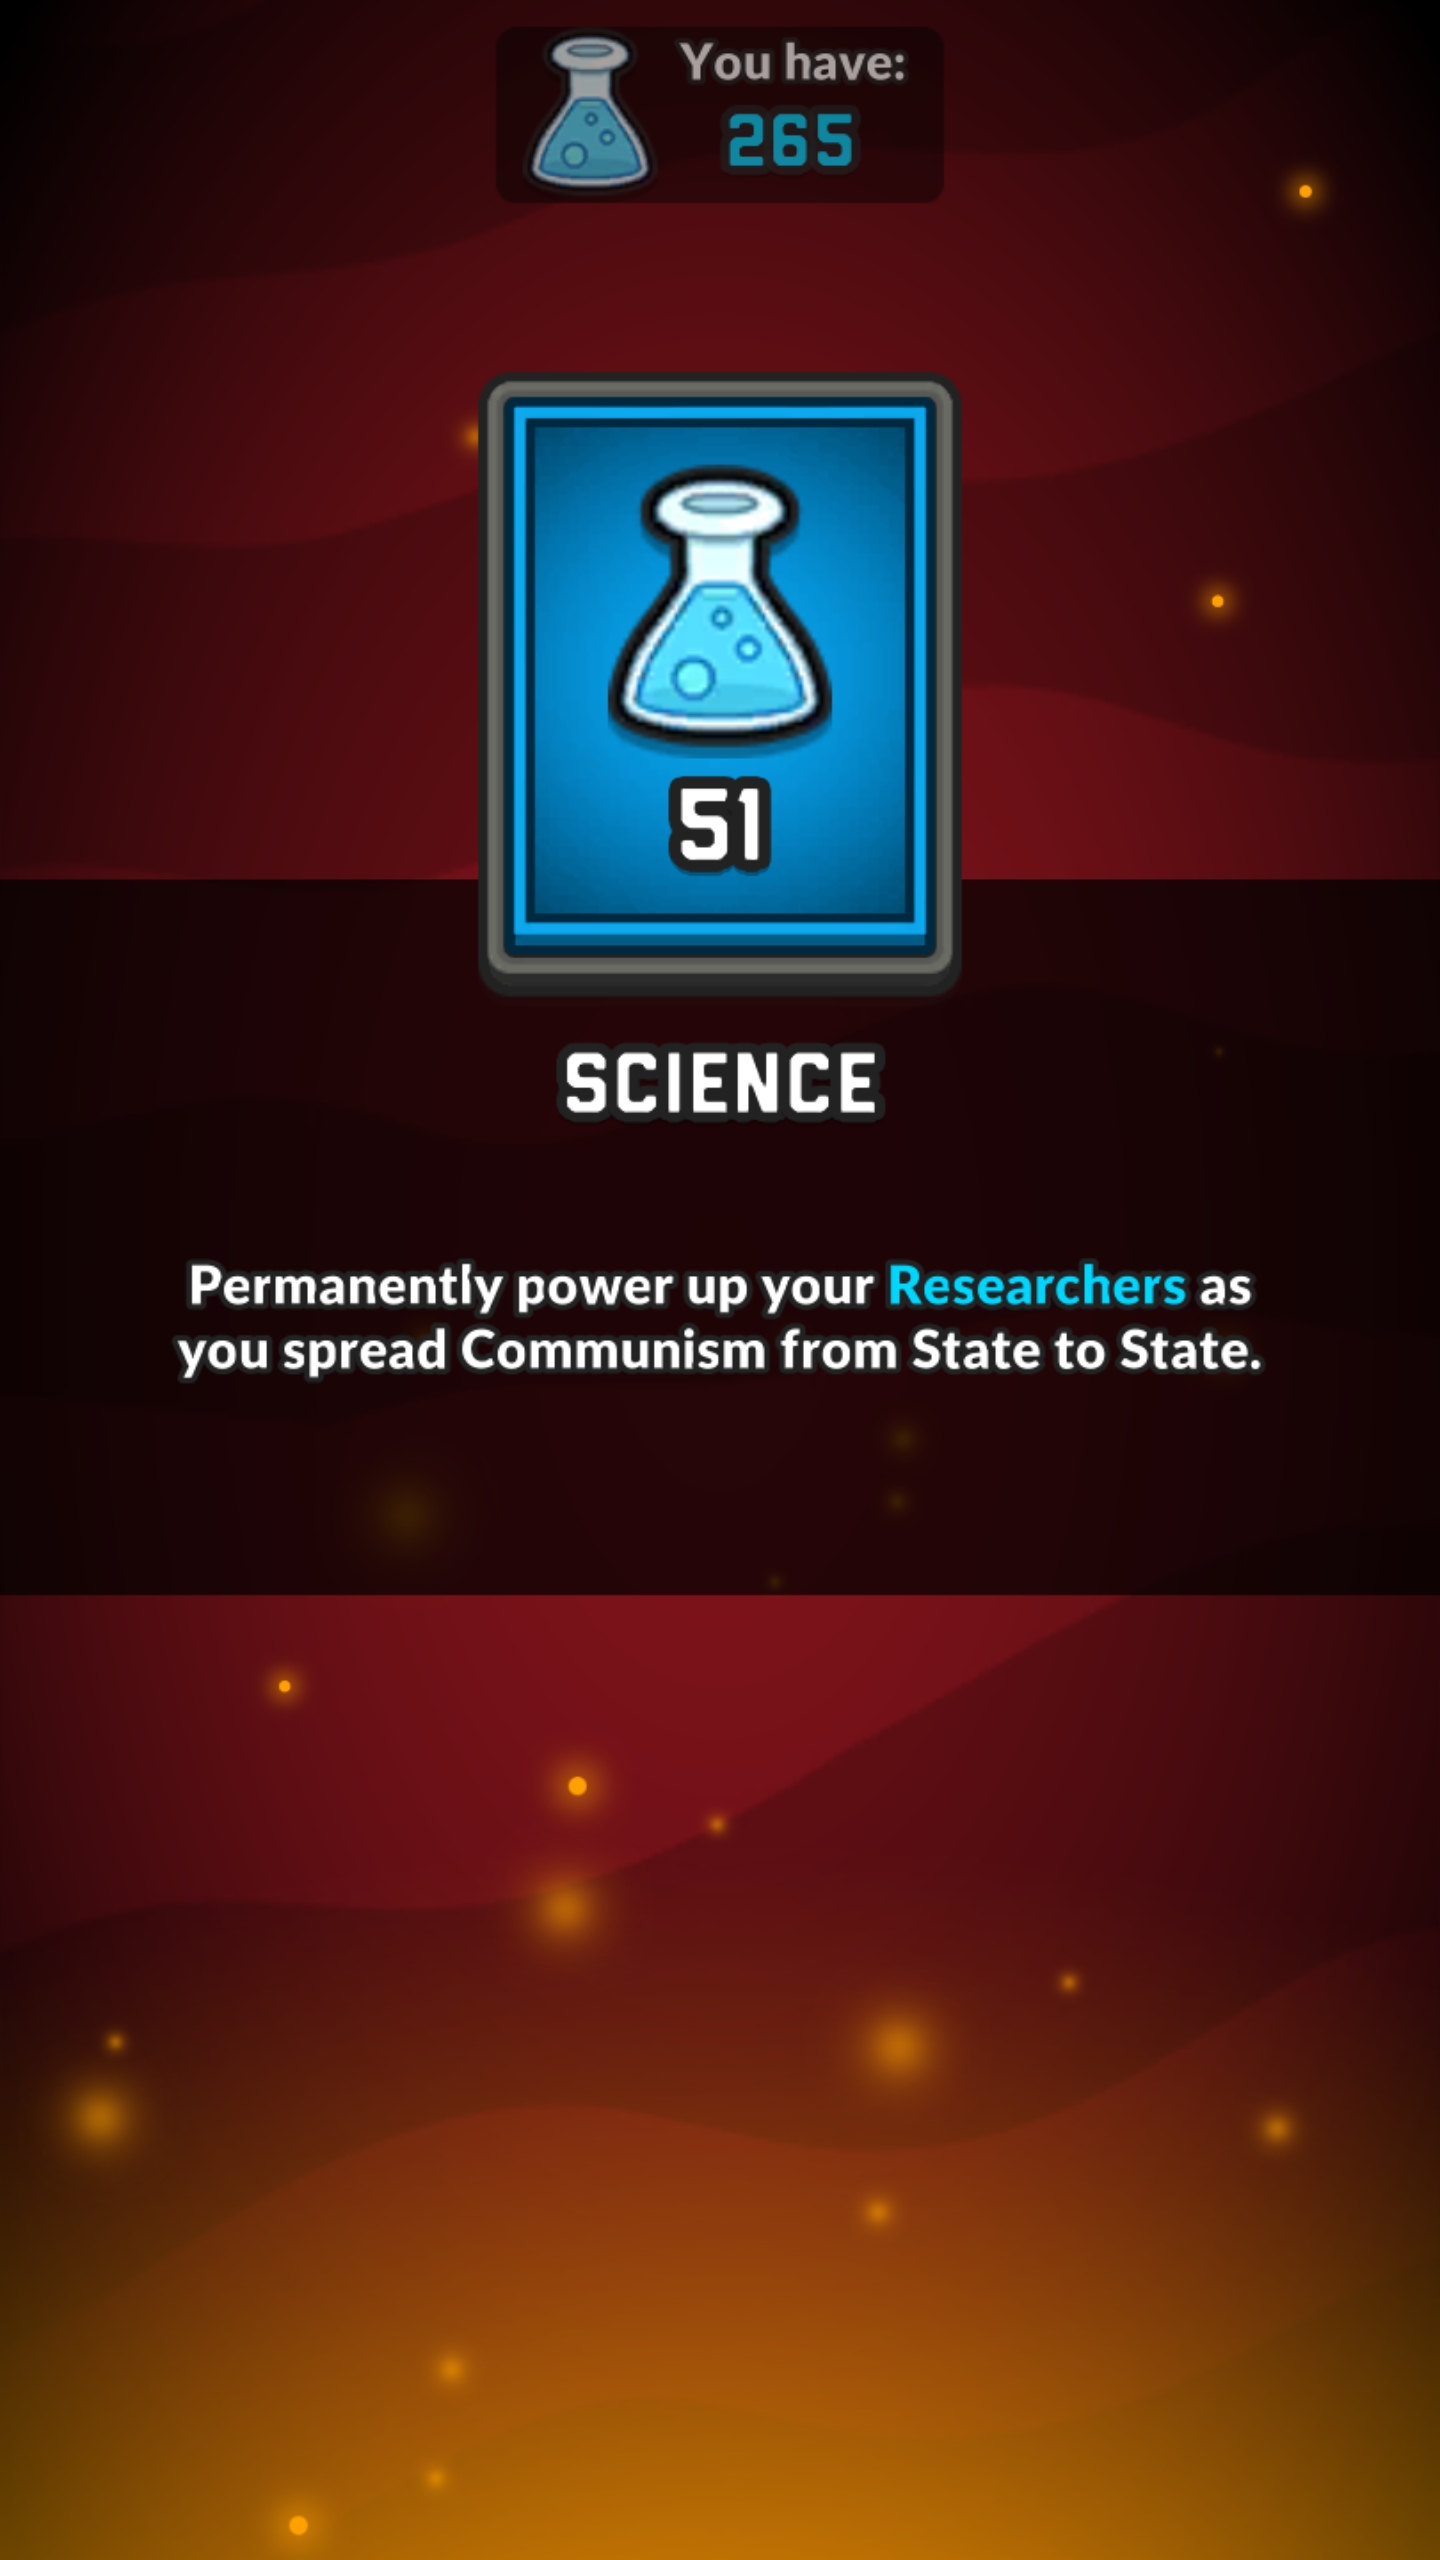 You have:
265
51
SCIENCE
Permanently power up your Researchers as
you spread Communism from State to State.